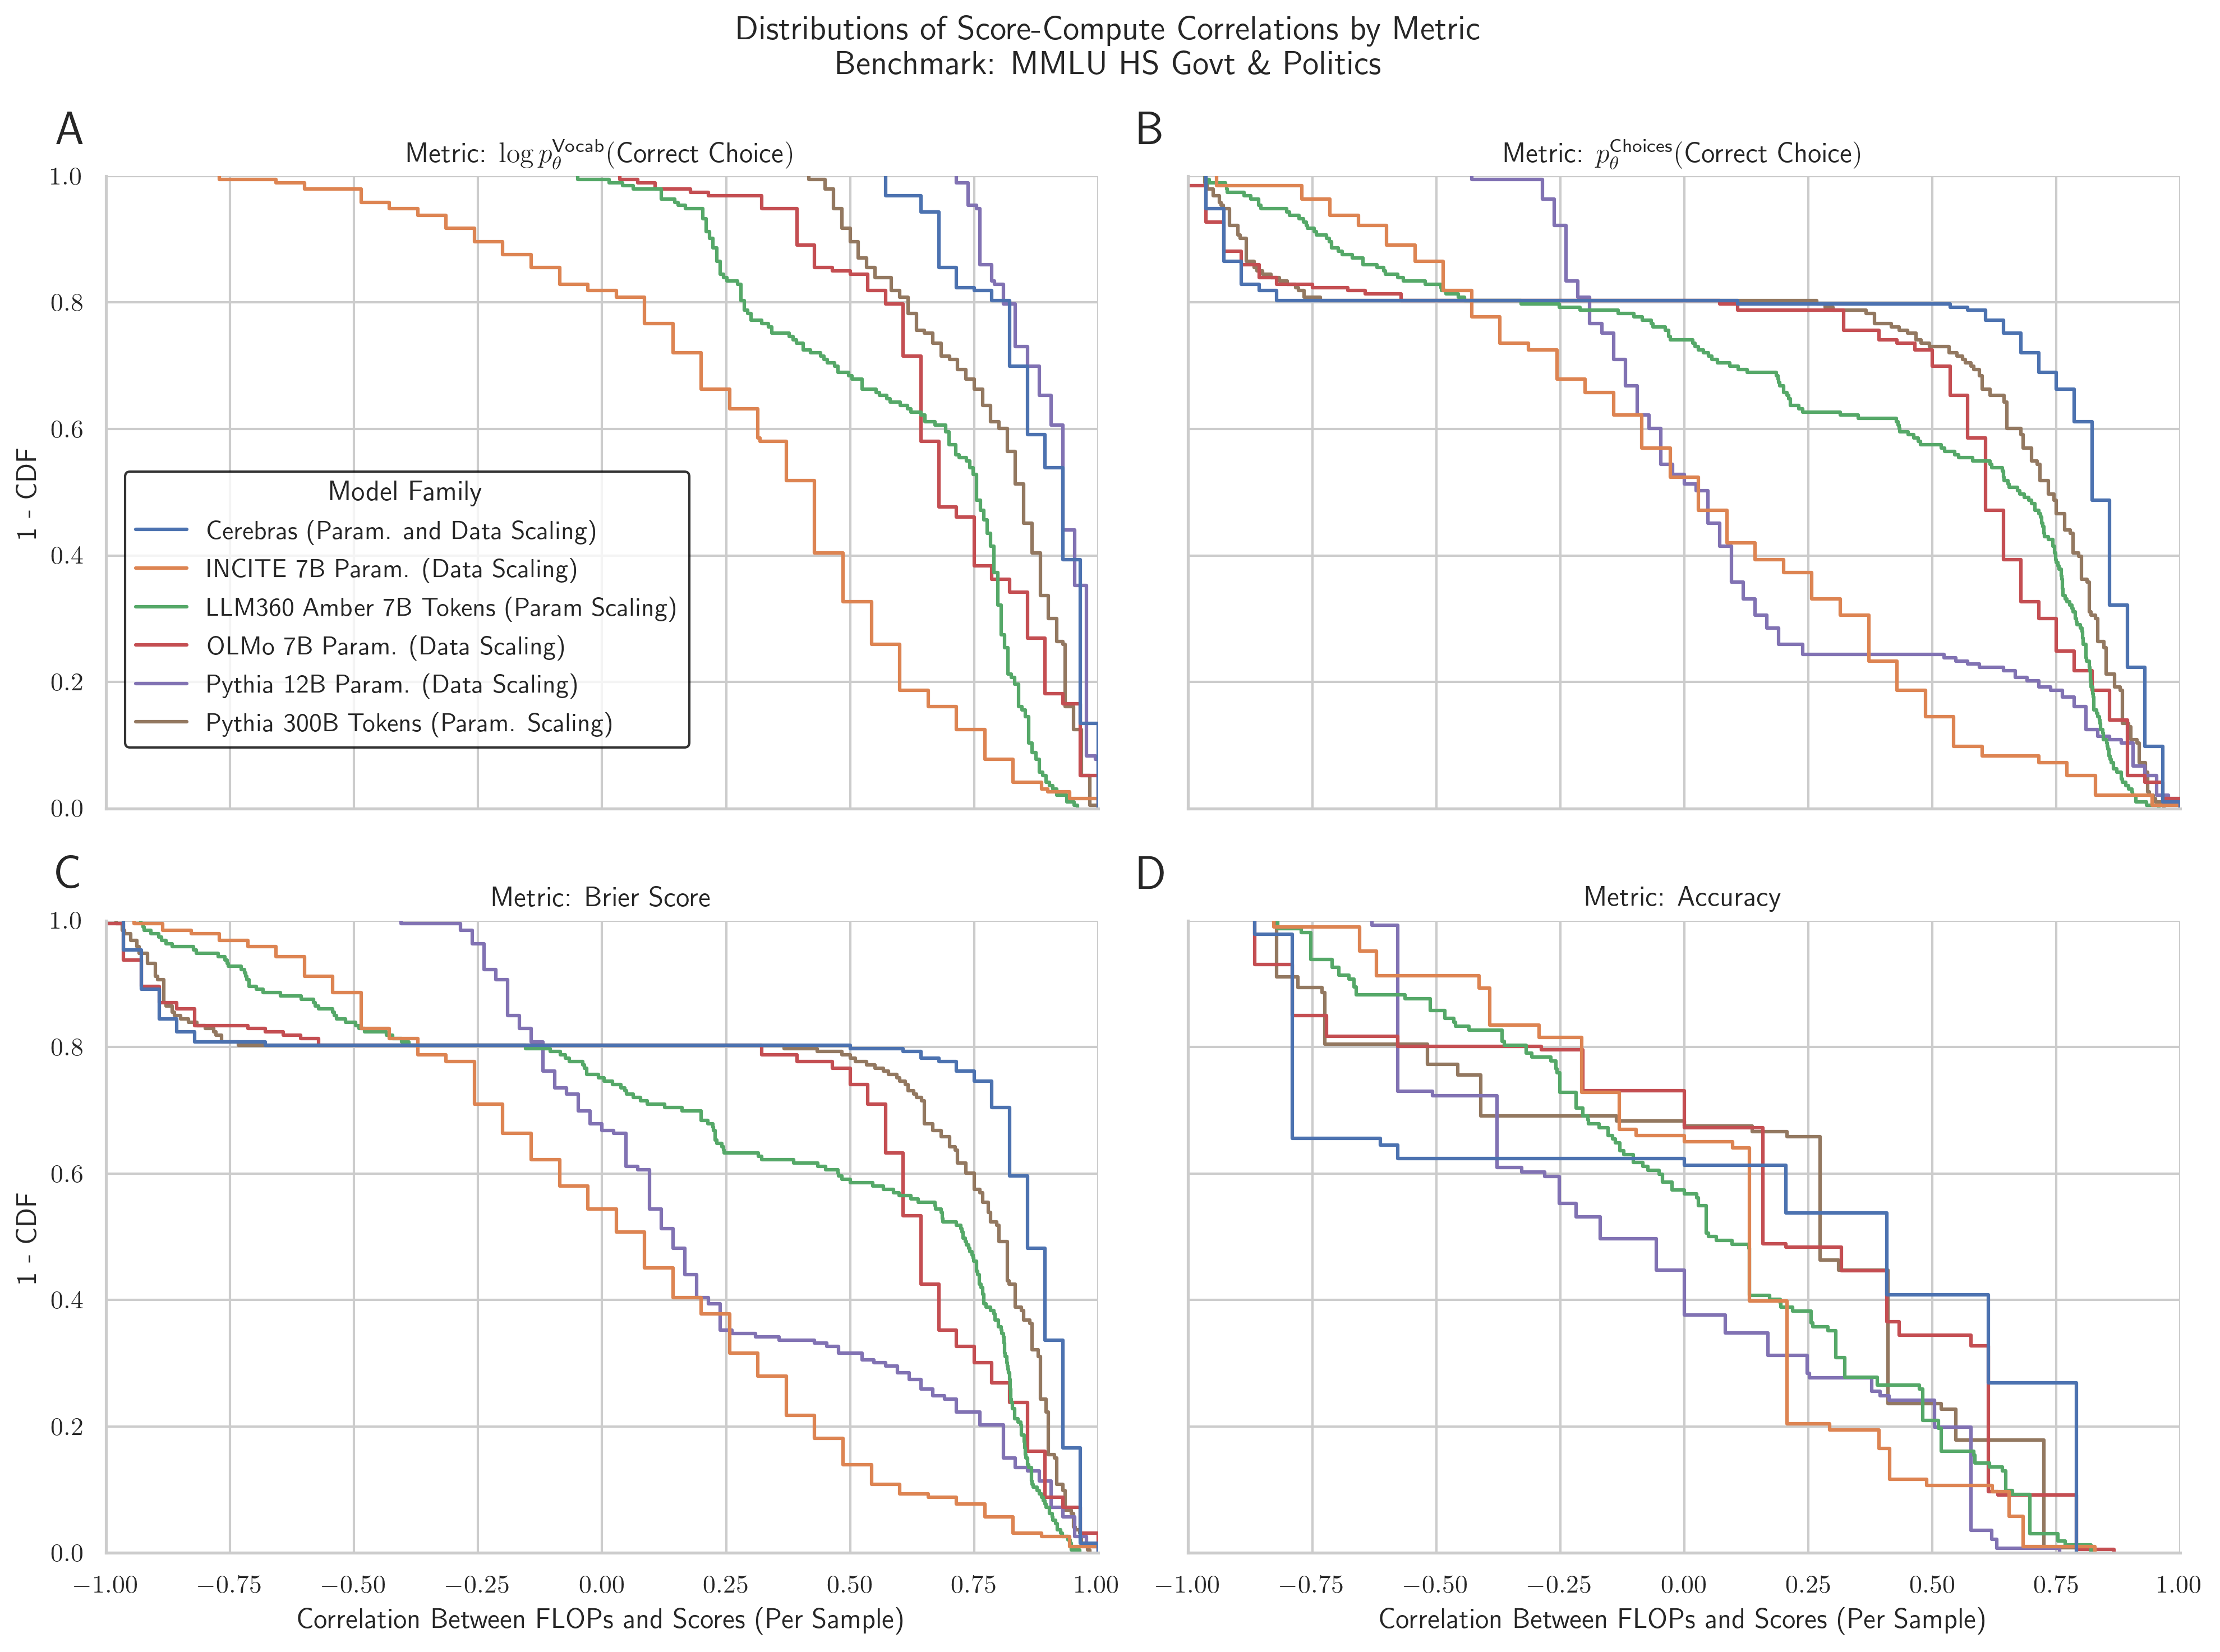 Distributions of Score-Compute Correlations by Metric
Benchmark: MMLU HS Govt & Politics
A
Metric: log p_θ^Vocab(Correct Choice)
1.0
0.8
0.6
0.4
0.2
0.0
1 - CDF
Model Family
Cerebras (Param. and Data Scaling)
INCITE 7B Param. (Data Scaling)
LLM360 Amber 7B Tokens (Param Scaling)
OLMo 7B Param. (Data Scaling)
Pythia 12B Param. (Data Scaling)
Pythia 300B Tokens (Param. Scaling)
B
Metric: p_θ^Choices(Correct Choice)
C
Metric: Brier Score
1.0
0.8
0.6
0.4
0.2
0.0
1 - CDF
−1.00 −0.75 −0.50 −0.25 0.00 0.25 0.50 0.75 1.00
Correlation Between FLOPs and Scores (Per Sample)
D
Metric: Accuracy
−1.00 −0.75 −0.50 −0.25 0.00 0.25 0.50 0.75 1.00
Correlation Between FLOPs and Scores (Per Sample)